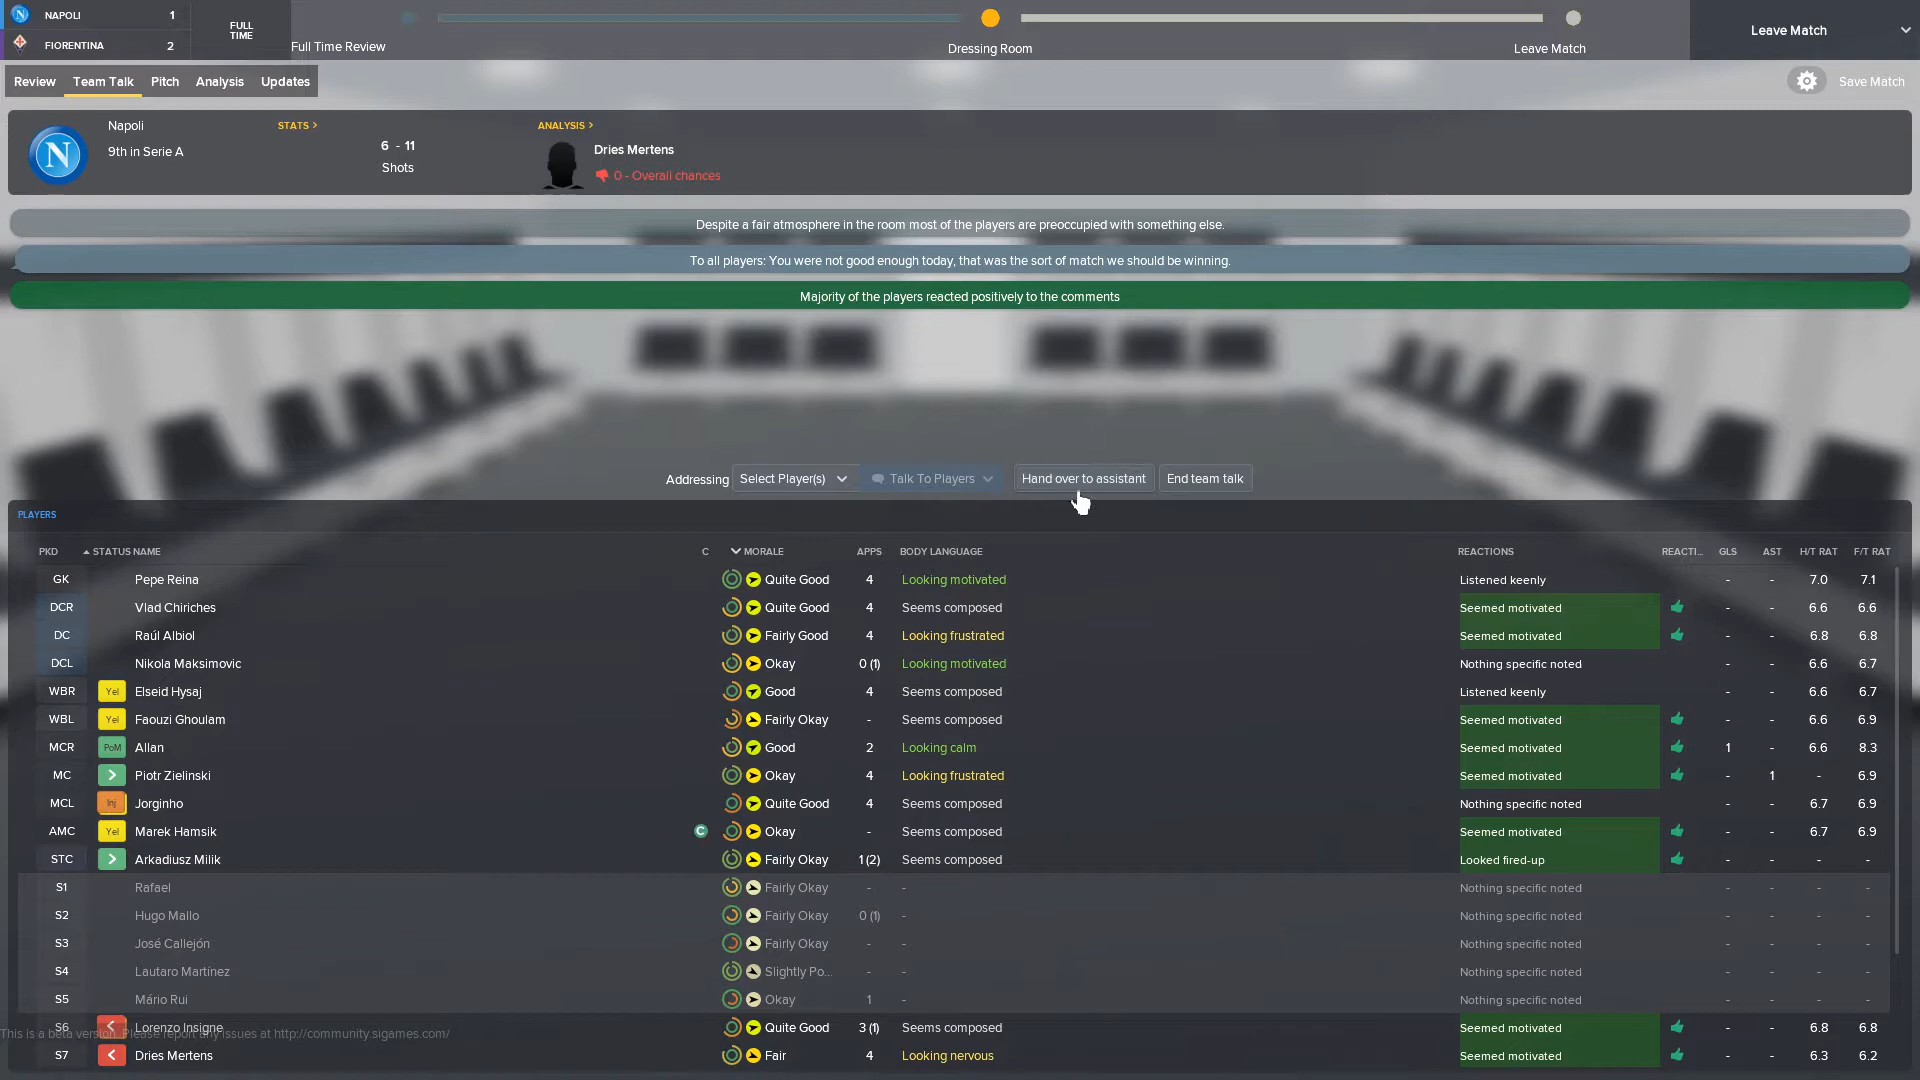 NAPOLI 1
FIORENTINA 2
FULL TIME
Full Time Review
Dressing Room
Leave Match
Leave Match
Review Team Talk Pitch Analysis Updates
Save Match
N
Napoli
9th in Serie A
STATS >
6 - 11
Shots
ANALYSIS >
Dries Mertens
0 - Overall chances
Despite a fair atmosphere in the room most of the players are preoccupied with something else.
To all players: You were not good enough today, that was the sort of match we should be winning.
Majority of the players reacted positively to the comments
Addressing Select Player(s) Talk To Players Hand over to assistant End team talk
PLAYERS
PKD STATUS NAME C MORALE APPS BODY LANGUAGE REACTIONS REACTI... GLS AST H/T RAT F/T RAT
GK Pepe Reina Quite Good 4 Looking motivated Listened keenly - - 7.0 7.1
DCR Vlad Chiriches Quite Good 4 Seems composed Seemed motivated - - 6.6 6.6
DC Raúl Albiol Fairly Good 4 Looking frustrated Seemed motivated - - 6.8 6.8
DCL Nikola Maksimovic Okay 0 (1) Looking motivated Nothing specific noted - - 6.6 6.7
WBR Yel Elseid Hysaj Good 4 Seems composed Listened keenly - - 6.6 6.7
WBL Yel Faouzi Ghoulam Fairly Okay - Seems composed Seemed motivated - - 6.6 6.9
MCR PoM Allan Good 2 Looking calm Seemed motivated 1 - 6.6 8.3
MC Piotr Zielinski Okay 4 Looking frustrated Seemed motivated - 1 - 6.9
MCL Inj Jorginho Quite Good 4 Seems composed Nothing specific noted - - 6.7 6.9
AMC Yel Marek Hamsik C Okay - Seems composed Seemed motivated - - 6.7 6.9
STC Arkadiusz Milik Fairly Okay 1 (2) Seems composed Looked fired-up - - - -
S1 Rafael Fairly Okay - - Nothing specific noted - - - -
S2 Hugo Mallo Fairly Okay 0 (1) - Nothing specific noted - - - -
S3 José Callejón Fairly Okay - - Nothing specific noted - - - -
S4 Lautaro Martínez Slightly Po... - - Nothing specific noted - - - -
S5 Mário Rui Okay 1 - Nothing specific noted - - - -
S6 Lorenzo Insigne Quite Good 3 (1) Seems composed Seemed motivated - - 6.8 6.8
This is a beta version. Please report any issues at http://community.sigames.com/
S7 Dries Mertens Fair 4 Looking nervous Seemed motivated - - 6.3 6.2